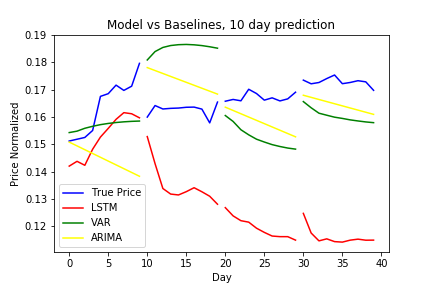 Model vs Baselines, 10 day prediction
Price Normalized
0.19
0.18
0.17
0.16
0.15
0.14
0.13
0.12
True Price
LSTM
VAR
ARIMA
0 5 10 15 20 25 30 35 40
Day